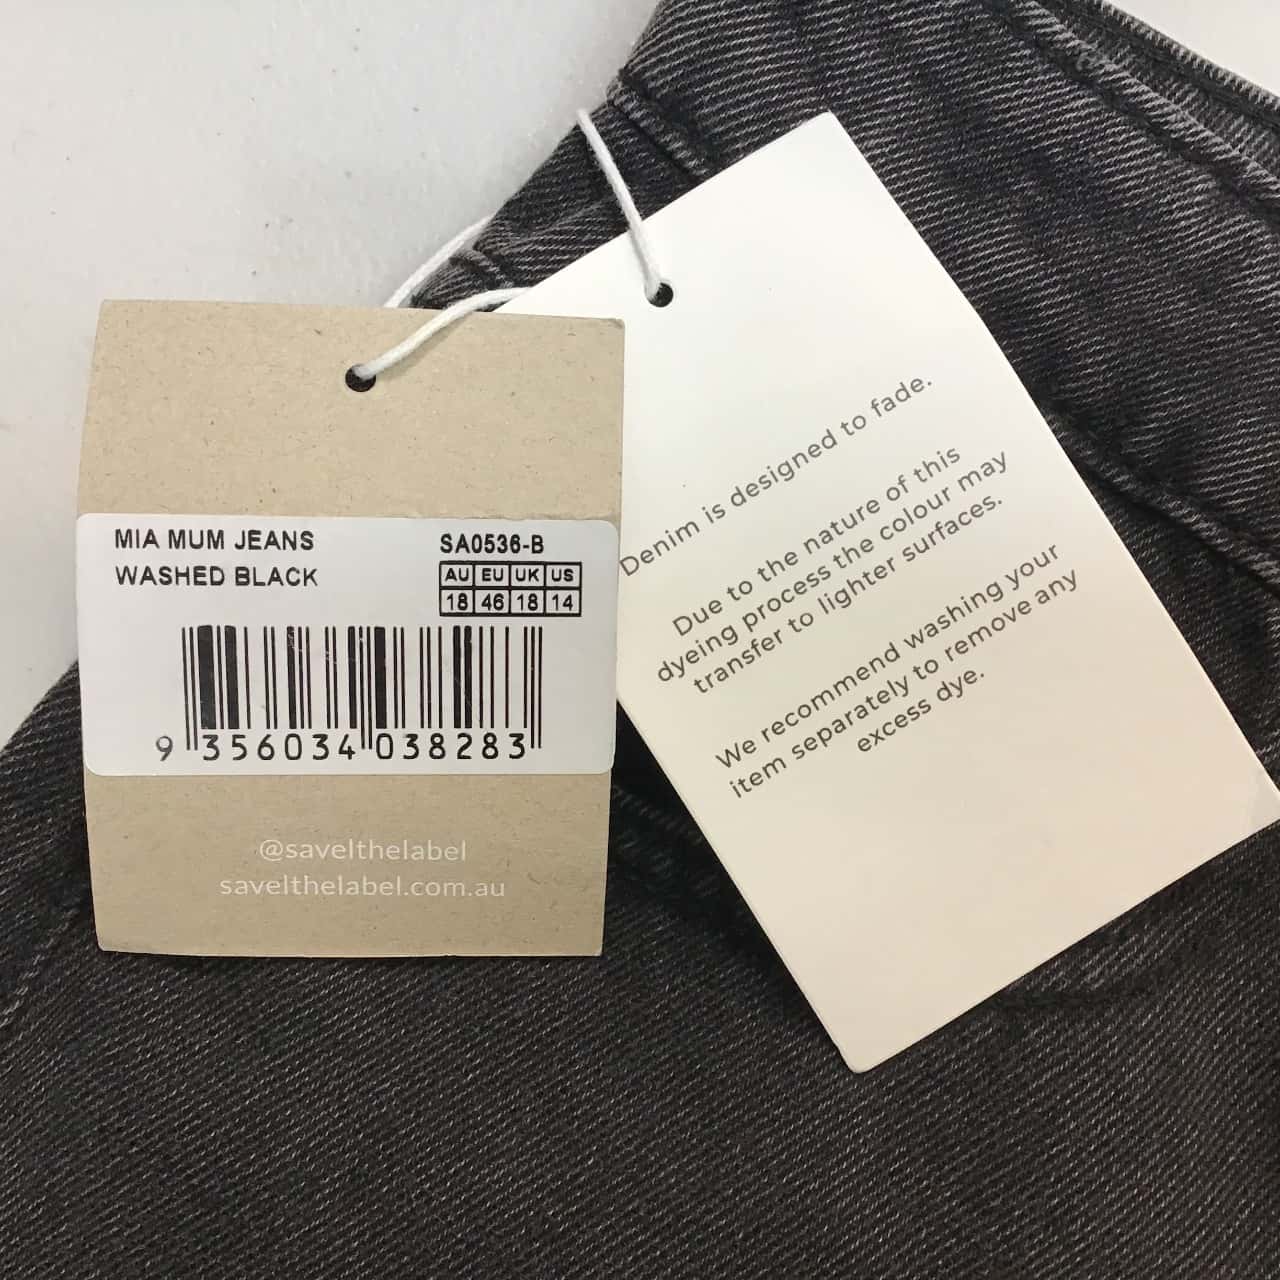 MIA MUM JEANS
WASHED BLACK
SA0536-B
AU EU UK US
18 46 18 14
9 356034 038283
@savelthelabel
savelthelabel.com.au
Denim is designed to fade.
Due to the nature of this
dyeing process the colour may
transfer to lighter surfaces.
We recommend washing your
item separately to remove any
excess dye.